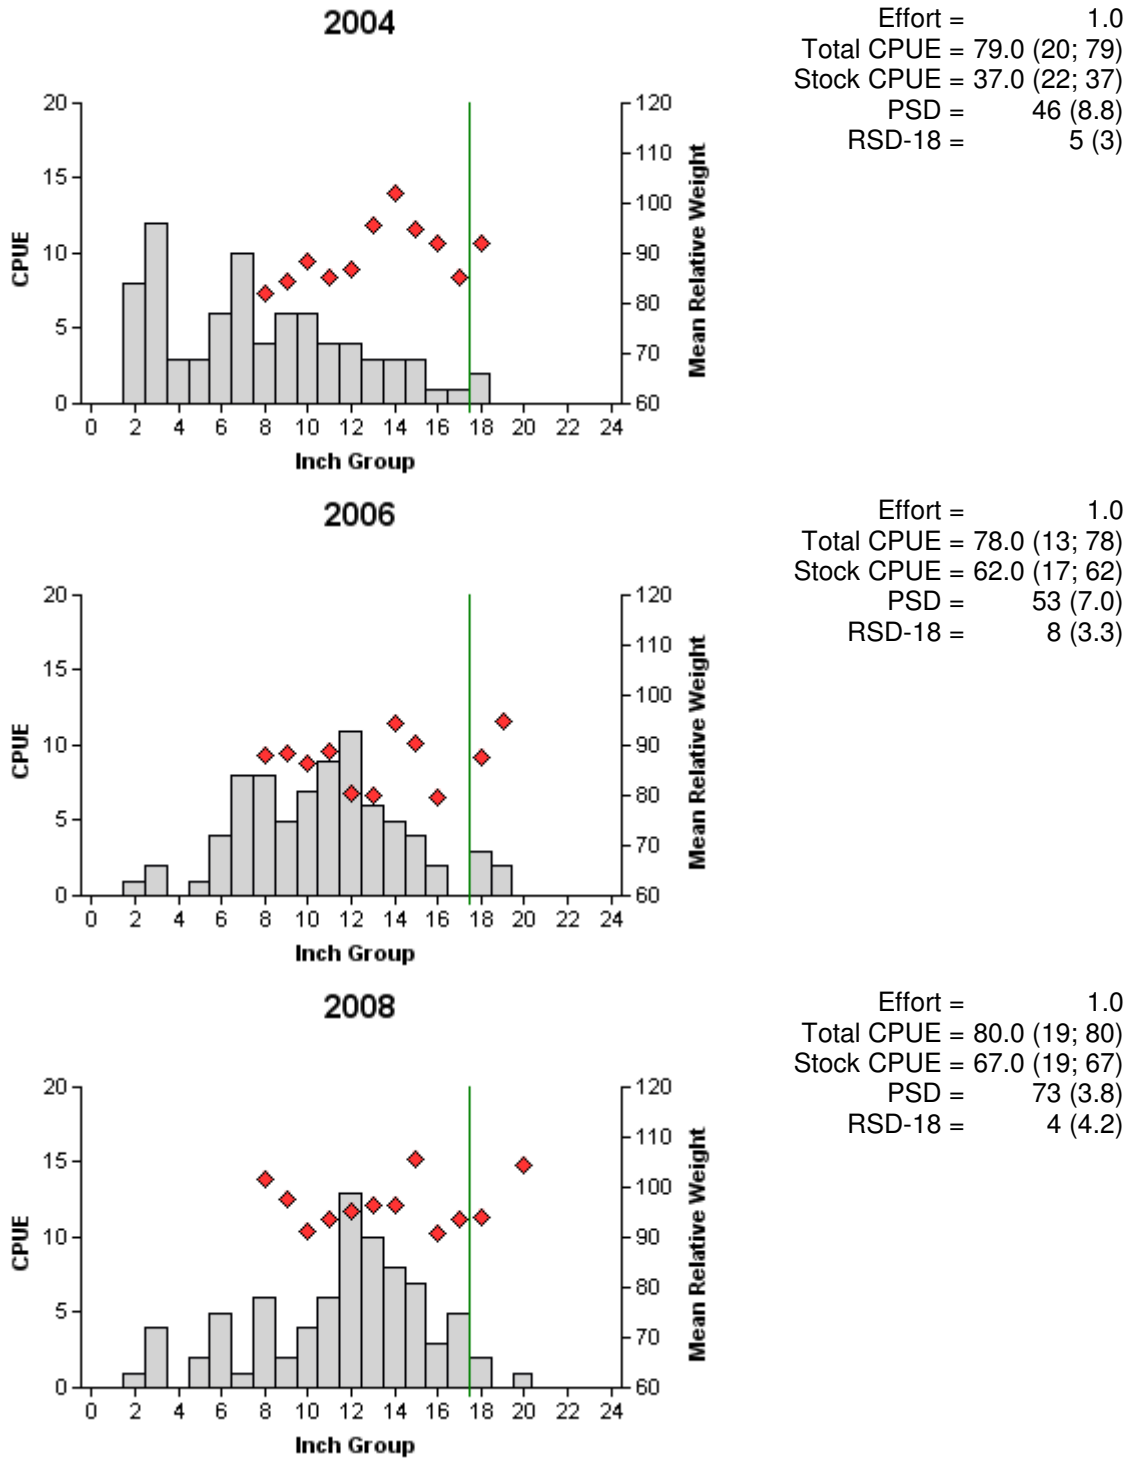 2004
Effort = 1.0
Total CPUE = 79.0 (20; 79)
Stock CPUE = 37.0 (22; 37)
PSD = 46 (8.8)
RSD-18 = 5 (3)
20 120
110
15 100
10 90
80
5 70
0 60
CPUE
Mean Relative Weight
0 2 4 6 8 10 12 14 16 18 20 22 24
Inch Group
2006
Effort = 1.0
Total CPUE = 78.0 (13; 78)
Stock CPUE = 62.0 (17; 62)
PSD = 53 (7.0)
RSD-18 = 8 (3.3)
20 120
110
15 100
10 90
80
5 70
0 60
CPUE
Mean Relative Weight
0 2 4 6 8 10 12 14 16 18 20 22 24
Inch Group
2008
Effort = 1.0
Total CPUE = 80.0 (19; 80)
Stock CPUE = 67.0 (19; 67)
PSD = 73 (3.8)
RSD-18 = 4 (4.2)
20 120
110
15 100
10 90
80
5 70
0 60
CPUE
Mean Relative Weight
0 2 4 6 8 10 12 14 16 18 20 22 24
Inch Group